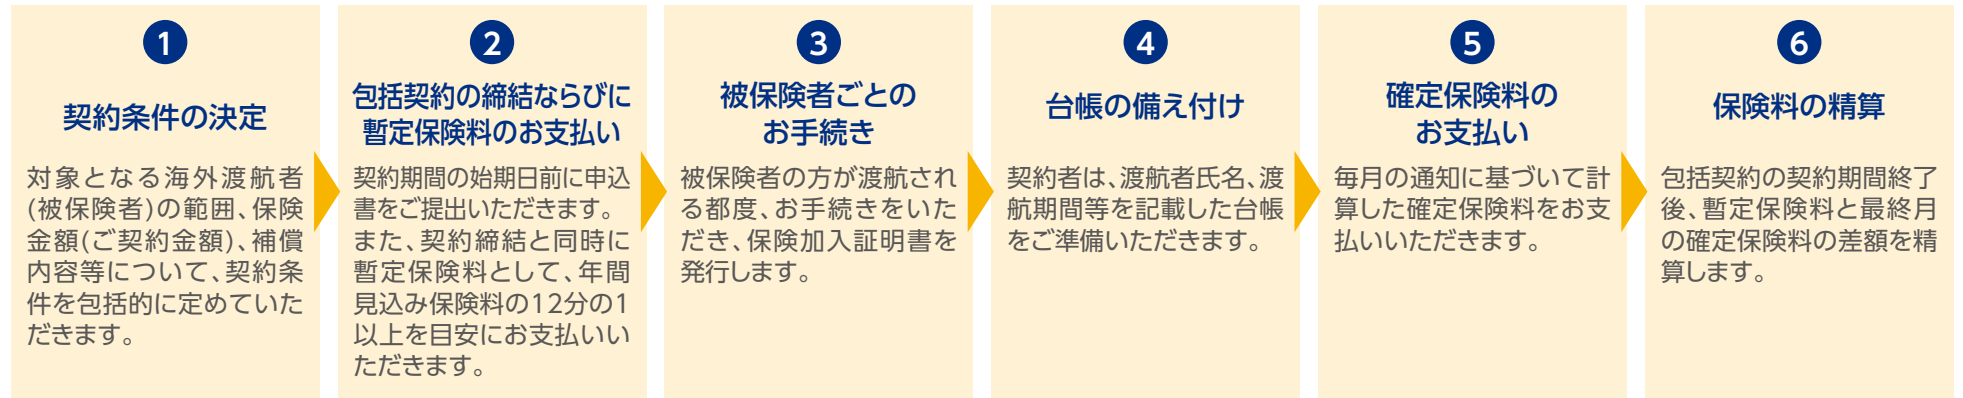 1
契約条件の決定
対象となる海外渡航者
(被保険者)の範囲、保険
金額(ご契約金額)、補償
内容等について、契約条
件を包括的に定めていた
だきます。
2
包括契約の締結ならびに
暫定保険料のお支払い
契約期間の始期日前に申込
書をご提出いただきます。
また、契約締結と同時に
暫定保険料として、年間
見込み保険料の12分の1
以上を目安にお支払いい
ただきます。
3
被保険者ごとの
お手続き
被保険者の方が渡航され
る都度、お手続きをいた
だき、保険加入証明書を
発行します。
4
台帳の備え付け
契約者は、渡航者氏名、渡
航期間等を記載した台帳
をご準備いただきます。
5
確定保険料の
お支払い
毎月の通知に基づいて計
算した確定保険料をお支
払いいただきます。
6
保険料の精算
包括契約の契約期間終了
後、暫定保険料と最終月
の確定保険料の差額を精
算します。